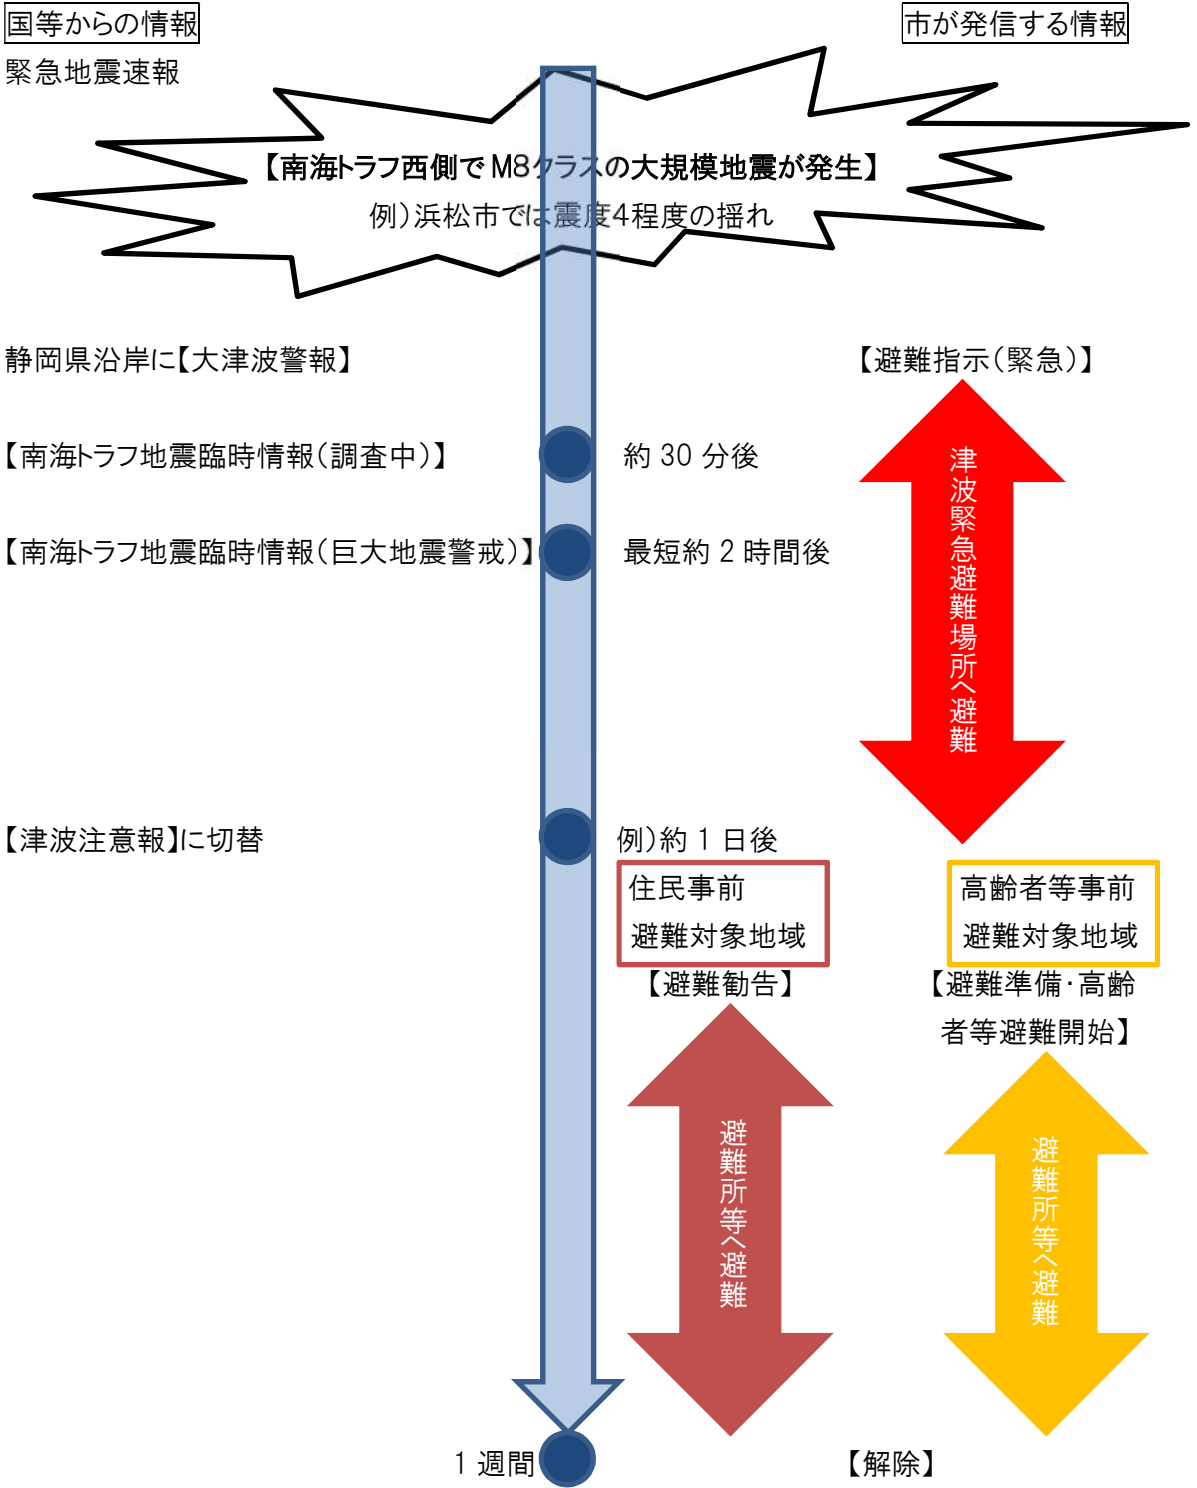 国等からの情報
市が発信する情報
緊急地震速報
【南海トラフ西側でM8クラスの大規模地震が発生】
例）浜松市では震度4程度の揺れ
静岡県沿岸に【大津波警報】
【避難指示（緊急）】
【南海トラフ地震臨時情報（調査中）】
約 30 分後
【南海トラフ地震臨時情報（巨大地震警戒）】
最短約 2 時間後
津波緊急避難場所へ避難
【津波注意報】に切替
例）約 1 日後
住民事前
避難対象地域
【避難勧告】
高齢者等事前
避難対象地域
【避難準備・高齢
者等避難開始】
避難所等へ避難
避難所等へ避難
1 週間
【解除】